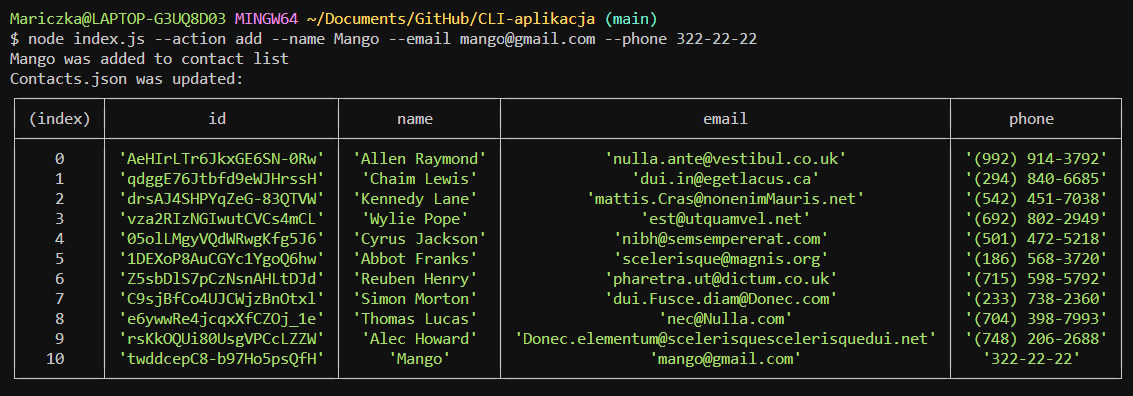 Mariczka@LAPTOP-G3UQ8D03 MINGW64 ~/Documents/GitHub/CLI-aplikacja (main)
$ node index.js --action add --name Mango --email mango@gmail.com --phone 322-22-22
Mango was added to contact list
Contacts.json was updated:
(index) id name email phone
0 'AeHIrLTr6JkxGE6SN-0Rw' 'Allen Raymond' 'nulla.ante@vestibul.co.uk' '(992) 914-3792'
1 'qdggE76Jtbfd9eWJHrssH' 'Chaim Lewis' 'dui.in@egetlacus.ca' '(294) 840-6685'
2 'drsAJ4SHPYqZeG-83QTVW' 'Kennedy Lane' 'mattis.Cras@nonenimMauris.net' '(542) 451-7038'
3 'vza2RIzNGIwutCVCs4mCL' 'Wylie Pope' 'est@utquamvel.net' '(692) 802-2949'
4 '05olLMgyVQdWRwgKfg5J6' 'Cyrus Jackson' 'nibh@semsempererat.com' '(501) 472-5218'
5 '1DEXoP8AuCGYc1YgoQ6hw' 'Abbot Franks' 'scelerisque@magnis.org' '(186) 568-3720'
6 'Z5sbDlS7pCzNsnAHLtDJd' 'Reuben Henry' 'pharetra.ut@dictum.co.uk' '(715) 598-5792'
7 'C9sjBfCo4UJCWjzBnOtxl' 'Simon Morton' 'dui.Fusce.diam@Donec.com' '(233) 738-2360'
8 'e6ywwRe4jcqxXfCZOj_1e' 'Thomas Lucas' 'nec@Nulla.com' '(704) 398-7993'
9 'rsKkOQUi80UsgVPCcLZZW' 'Alec Howard' 'Donec.elementum@scelerisquescelerisquedui.net' '(748) 206-2688'
10 'twddcepC8-b97Ho5psQfH' 'Mango' 'mango@gmail.com' '322-22-22'